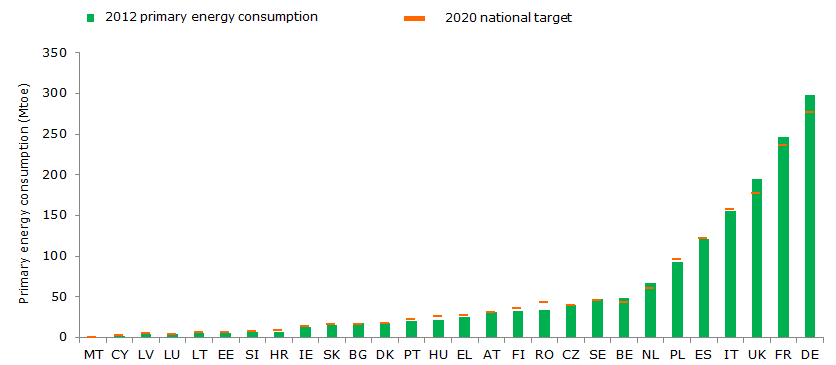 2012 primary energy consumption 2020 national target
Primary energy consumption (Mtoe)
350
300
250
200
150
100
50
0
MT CY LV LU LT EE SI HR IE SK BG DK PT HU EL AT FI RO CZ SE BE NL PL ES IT UK FR DE